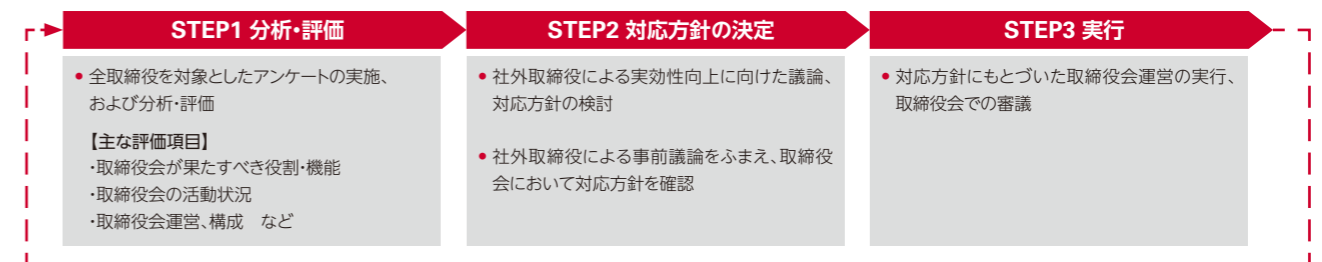 STEP1 分析・評価
• 全取締役を対象としたアンケートの実施、
および分析・評価
【主な評価項目】
・取締役会が果たすべき役割・機能
・取締役会の活動状況
・取締役会運営、構成　など
STEP2 対応方針の決定
• 社外取締役による実効性向上に向けた議論、
対応方針の検討
• 社外取締役による事前議論をふまえ、取締役
会において対応方針を確認
STEP3 実行
• 対応方針にもとづいた取締役会運営の実行、
取締役会での審議